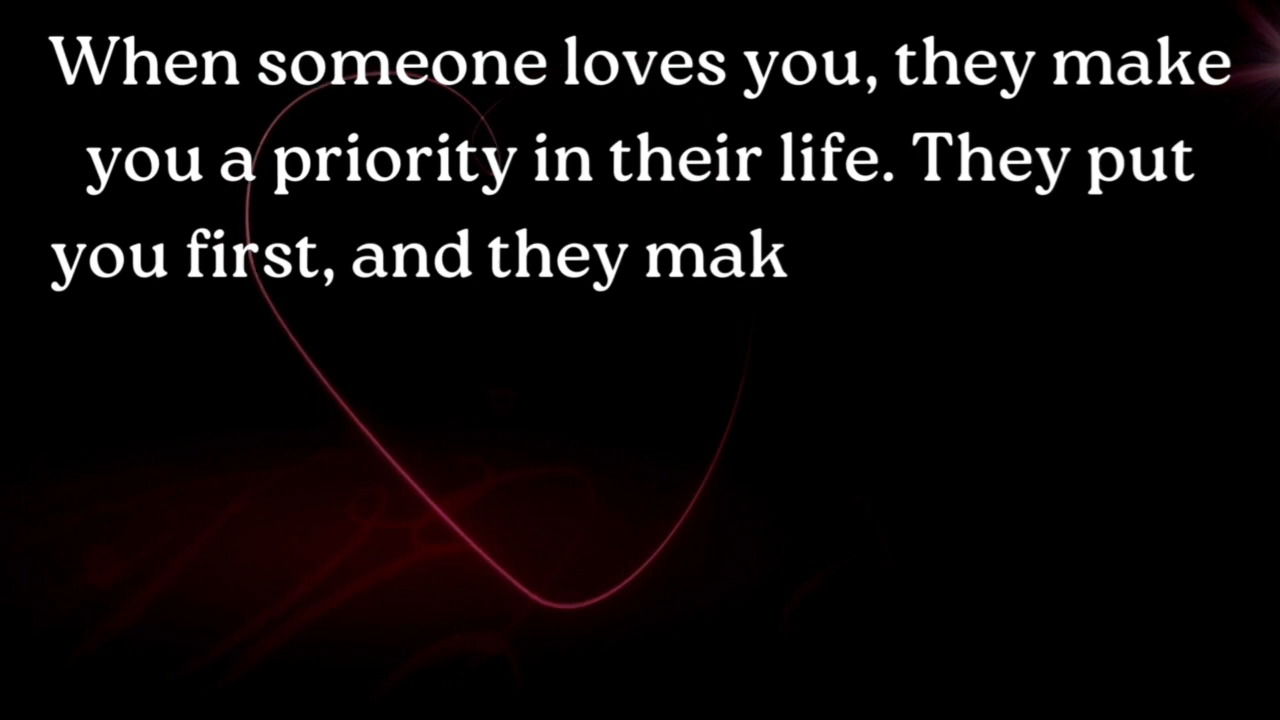 When someone loves you, they make
you a priority in their life. They put
you first, and they mak